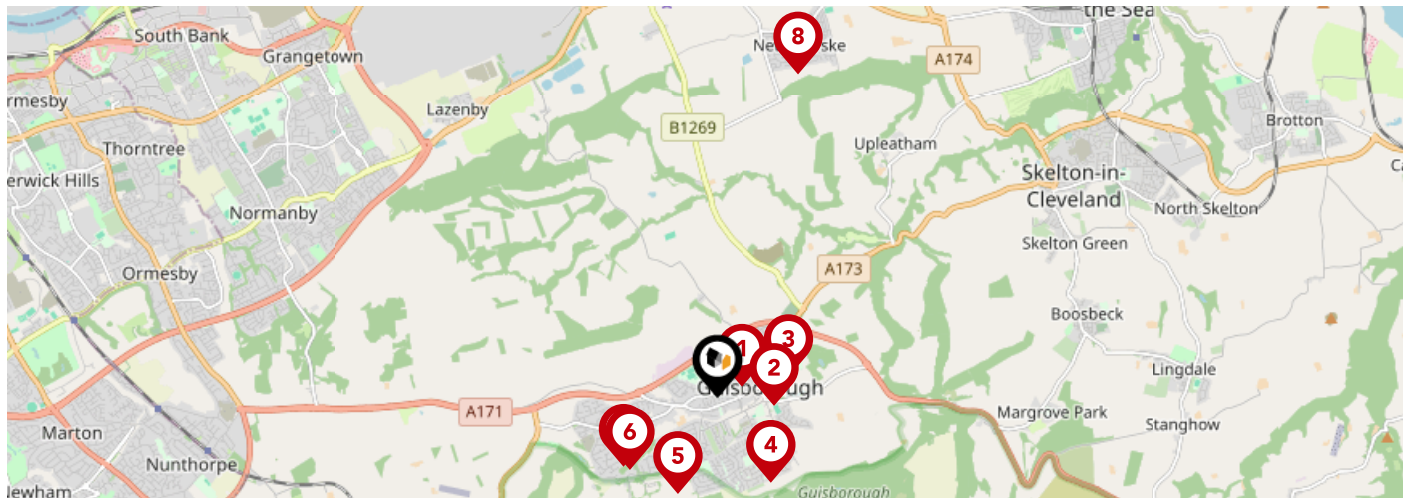 the Sea
8
South Bank
Grangetown
A174
Lazenby
B1269
Brotton
Thorntree
Upleatham
Skelton-in-
Cleveland
Normanby
North Skelton
Skelton Green
Ormesby
A173
Boosbeck
1
3
2
Lingdale
A171
Margrove Park
Stanghow
Marton
6
4
5
Nunthorpe
Guisborough